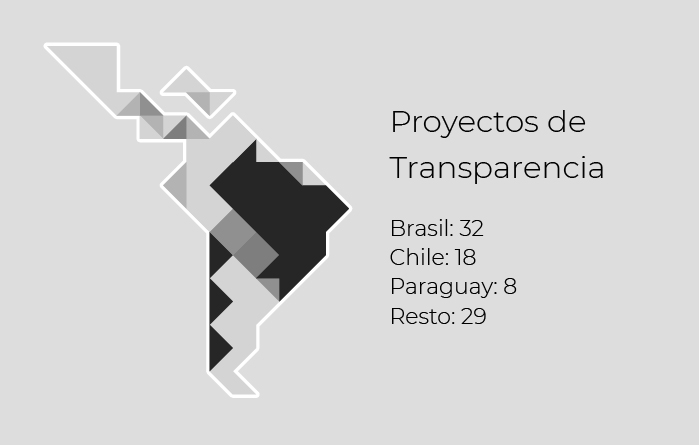 Proyectos de
Transparencia
Brasil: 32
Chile: 18
Paraguay: 8
Resto: 29